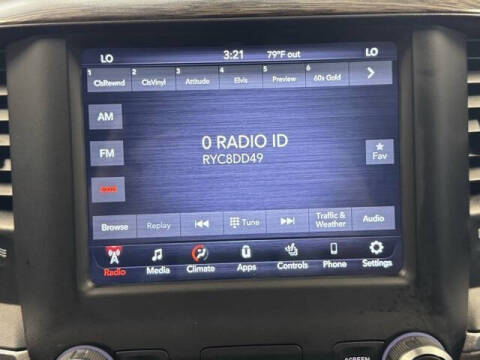 LO 3:21 79°F out LO
1 ClsRewnd 2 ClsVinyl 3 Attitude 4 Elvis 5 Preview 6 60s Gold
AM
FM
0 RADIO ID
RYC8DD49
Fav
Browse Replay Tune Traffic & Weather Audio
Radio Media Climate Apps Controls Phone Settings
SCREEN